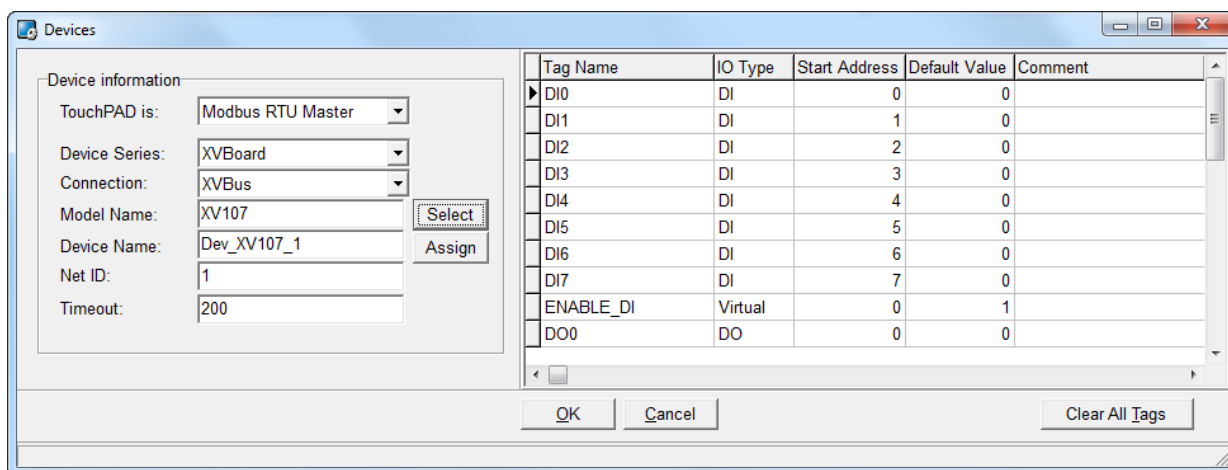 Devices
Device information
TouchPAD is: Modbus RTU Master
Device Series: XVBoard
Connection: XVBus
Model Name: XV107 Select
Device Name: Dev_XV107_1 Assign
Net ID: 1
Timeout: 200
Tag Name IO Type Start Address Default Value Comment
DI0 DI 0 0
DI1 DI 1 0
DI2 DI 2 0
DI3 DI 3 0
DI4 DI 4 0
DI5 DI 5 0
DI6 DI 6 0
DI7 DI 7 0
ENABLE_DI Virtual 0 1
DO0 DO 0 0
OK Cancel Clear All Tags